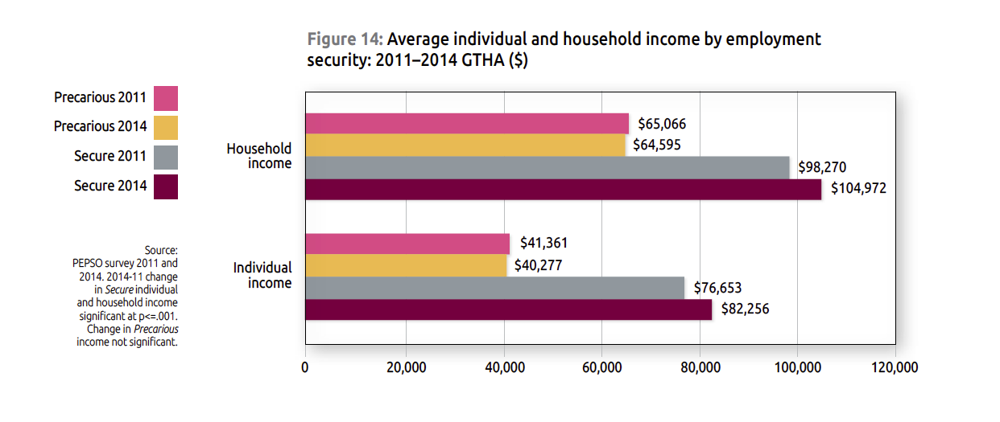 Figure 14: Average individual and household income by employment
security: 2011–2014 GTHA ($)
Precarious 2011
Precarious 2014
Secure 2011
Secure 2014
Household
income
$65,066
$64,595
$98,270
$104,972
Individual
income
$41,361
$40,277
$76,653
$82,256
0
20,000
40,000
60,000
80,000
100,000
120,000
Source:
PEPSO survey 2011 and
2014. 2014-11 change
in Secure individual
and household income
significant at p<=.001.
Change in Precarious
income not significant.